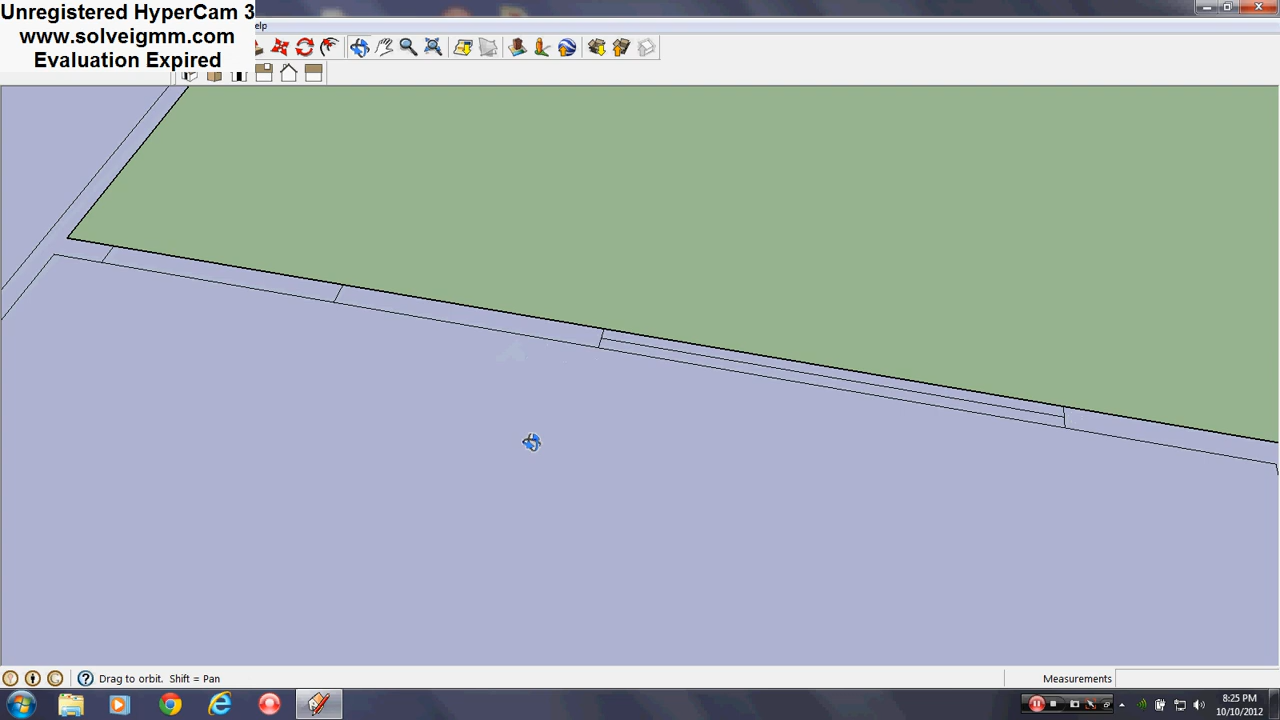 Unregistered HyperCam 3
www.solveigmm.com
Evaluation Expired
elp
Drag to orbit. Shift = Pan
Measurements
8:25 PM
10/10/2012